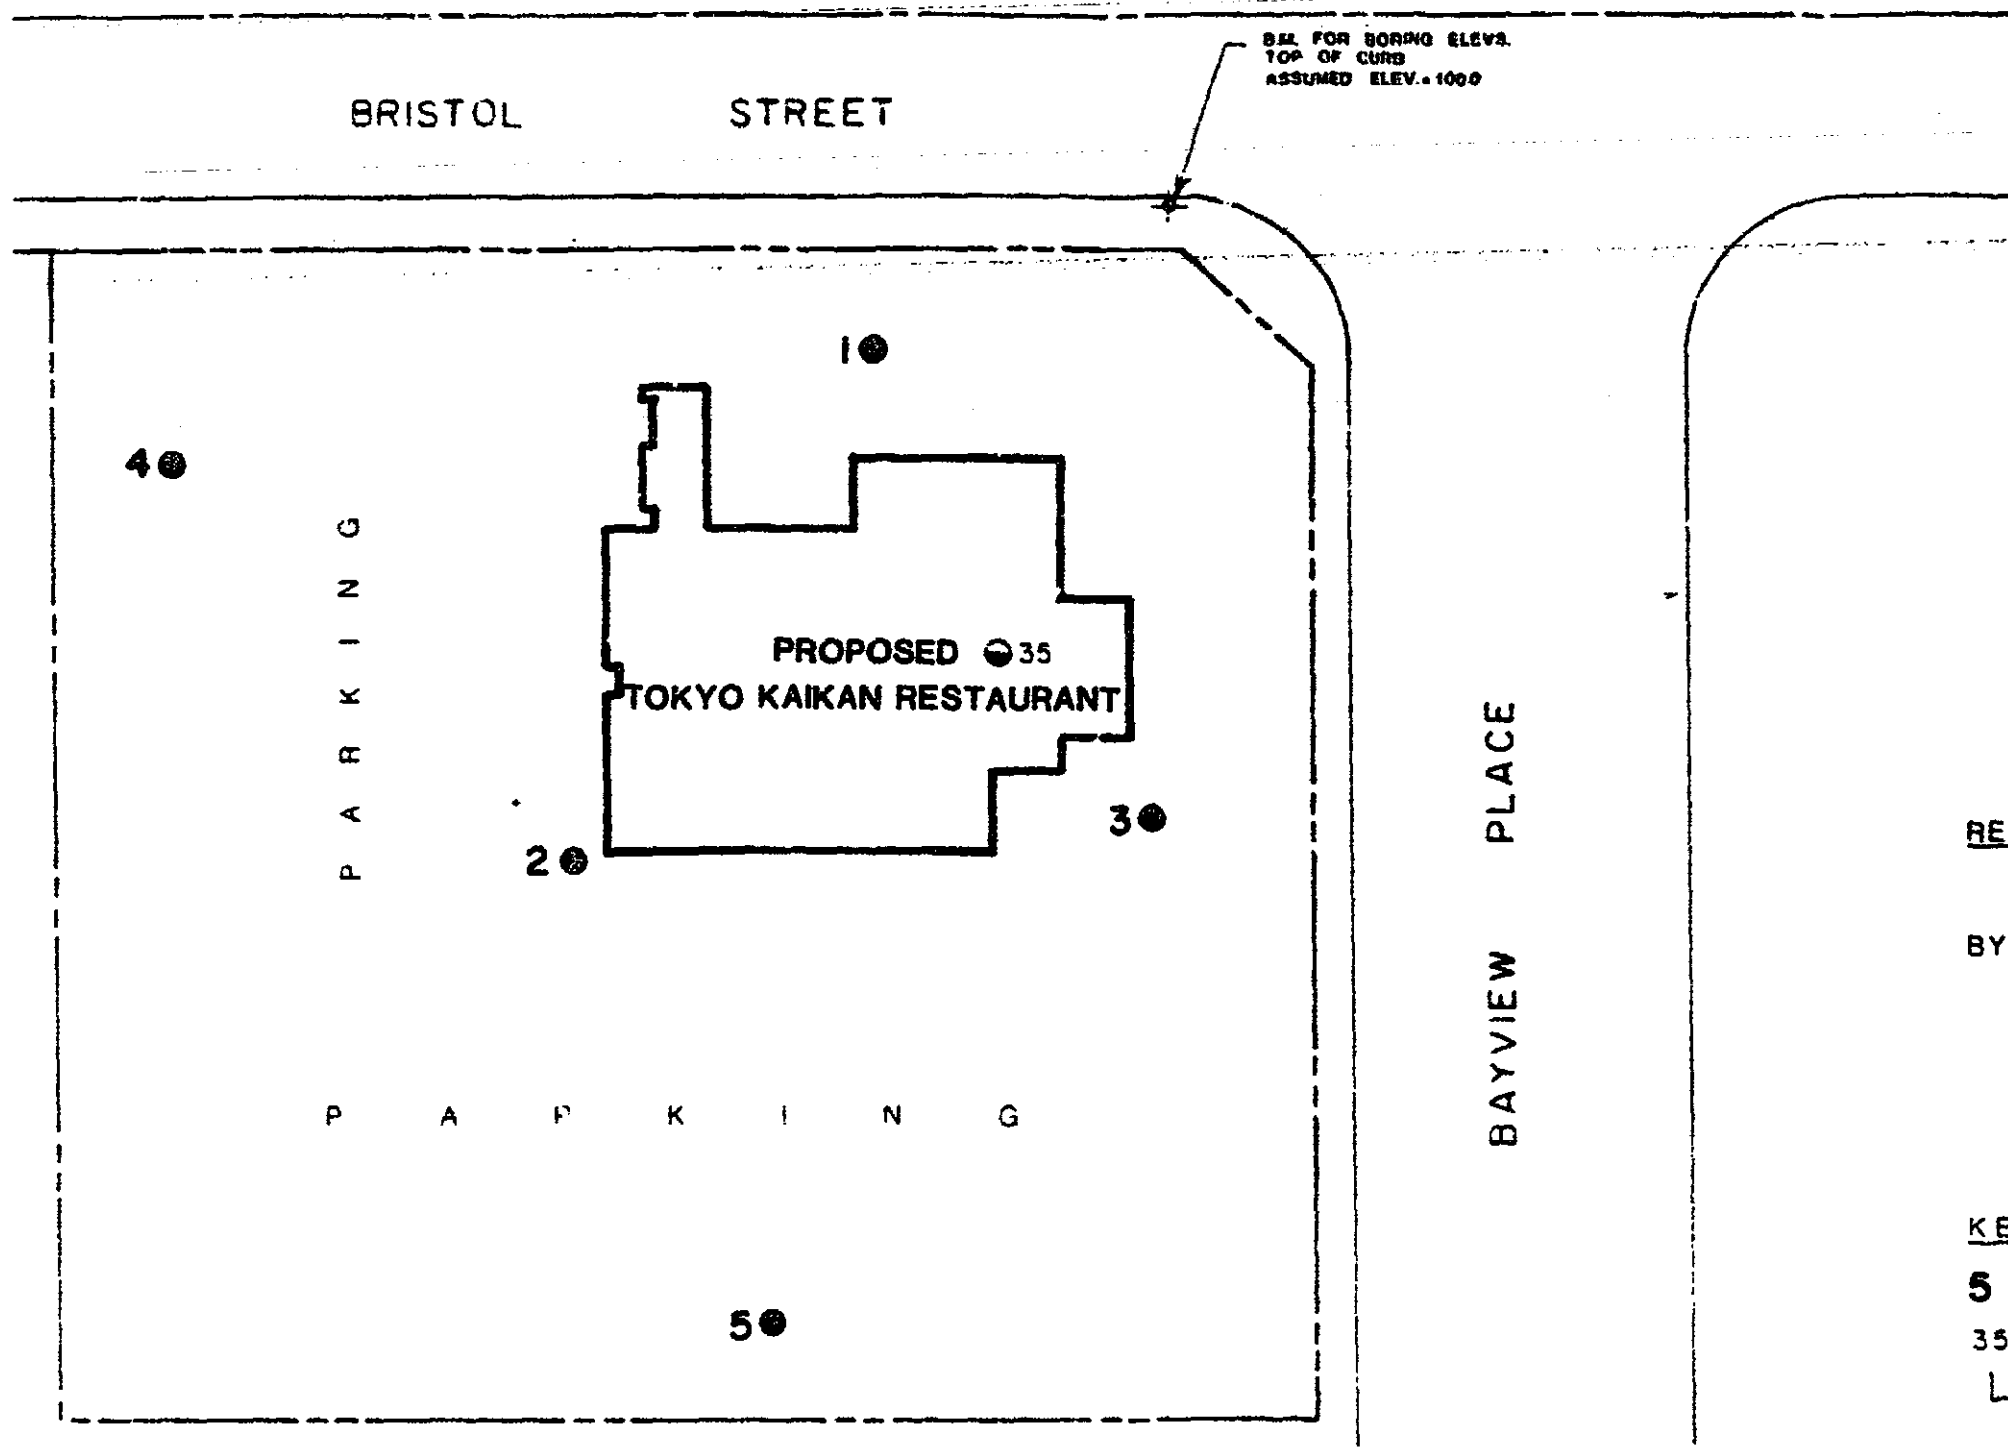 B.M. FOR BORING ELEVS.
TOP OF CURB
ASSUMED ELEV. = 100.0
BRISTOL STREET
1
4
PARKING
PROPOSED 35
TOKYO KAIKAN RESTAURANT
3
2
BAYVIEW PLACE
PARKING
5
RE
BY
KE
5
35